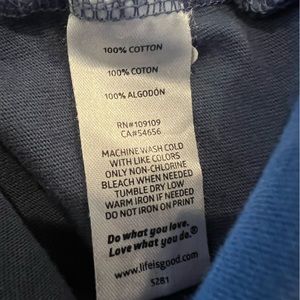 100% COTTON
100% COTON
100% ALGODÓN
RN#109109
CA#54656
MACHINE WASH COLD
WITH LIKE COLORS
ONLY NON-CHLORINE
BLEACH WHEN NEEDED
TUMBLE DRY LOW
WARM IRON IF NEEDED
DO NOT IRON ON PRINT
Do what you love.
Love what you do.®
www.lifeisgood.com
S281